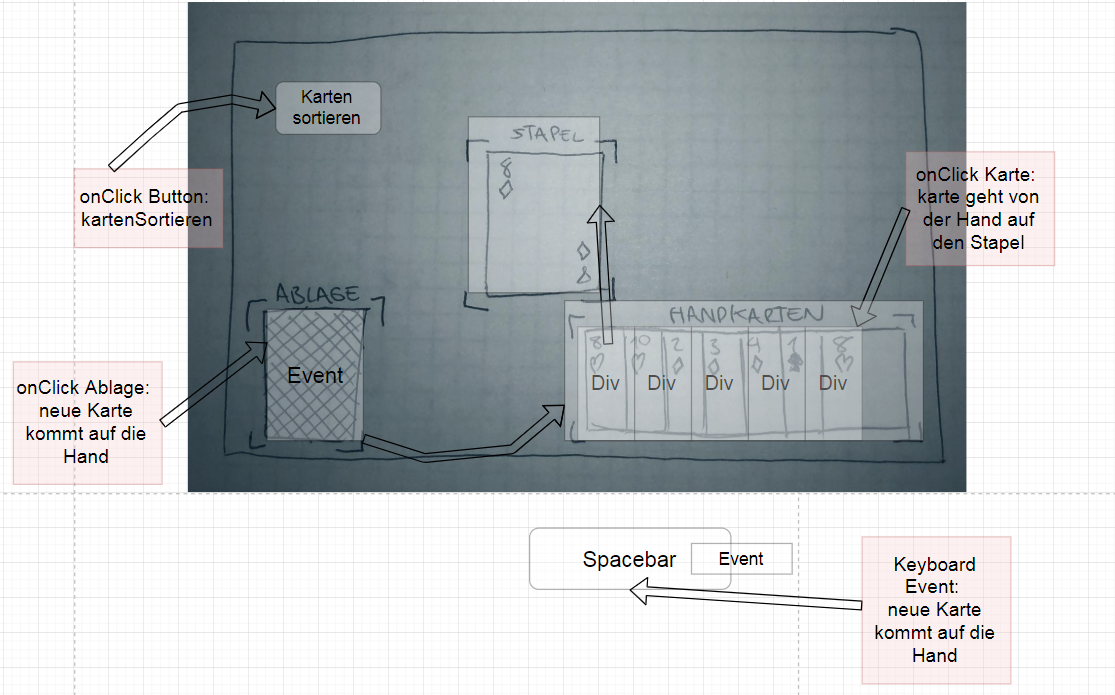 Karten
sortieren
onClick Button:
kartenSortieren
STAPEL
8
8
onClick Karte:
karte geht von
der Hand auf
den Stapel
ABLAGE
Event
onClick Ablage:
neue Karte
kommt auf die
Hand
HANDKARTEN
8 10 2 3 9 1 8
Div Div Div Div Div
Spacebar
Event
Keyboard
Event:
neue Karte
kommt auf die
Hand